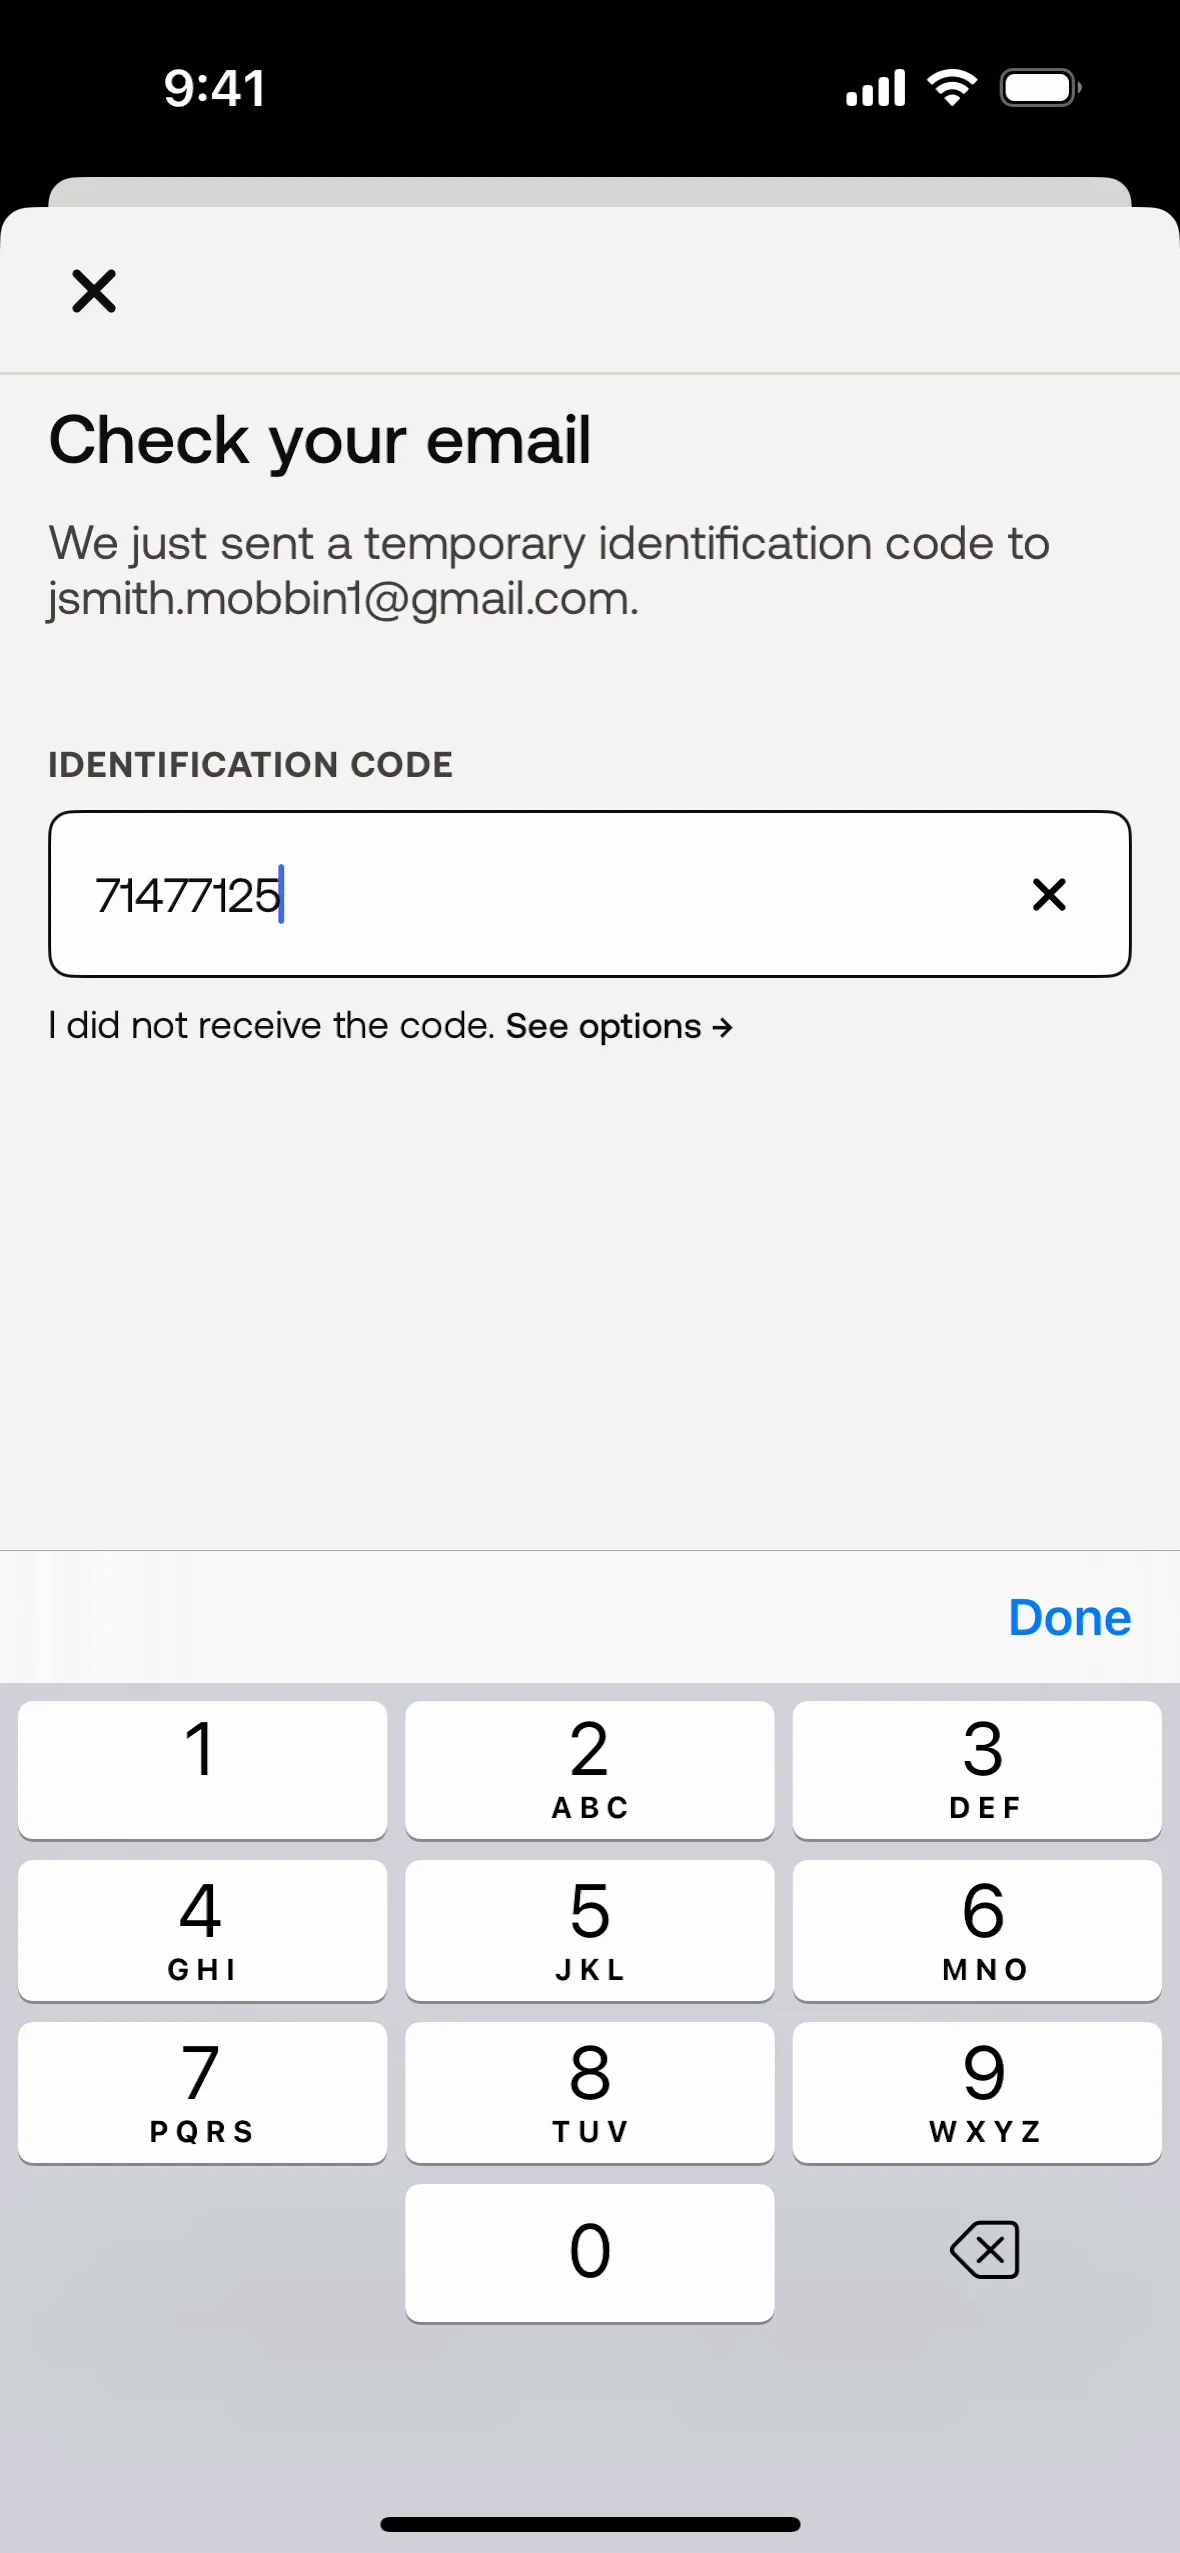 9:41
Check your email
We just sent a temporary identification code to
jsmith.mobbin1@gmail.com.
IDENTIFICATION CODE
71477125
I did not receive the code. See options →
Done
1
2
ABC
3
DEF
4
GHI
5
JKL
6
MNO
7
PQRS
8
TUV
9
WXYZ
0